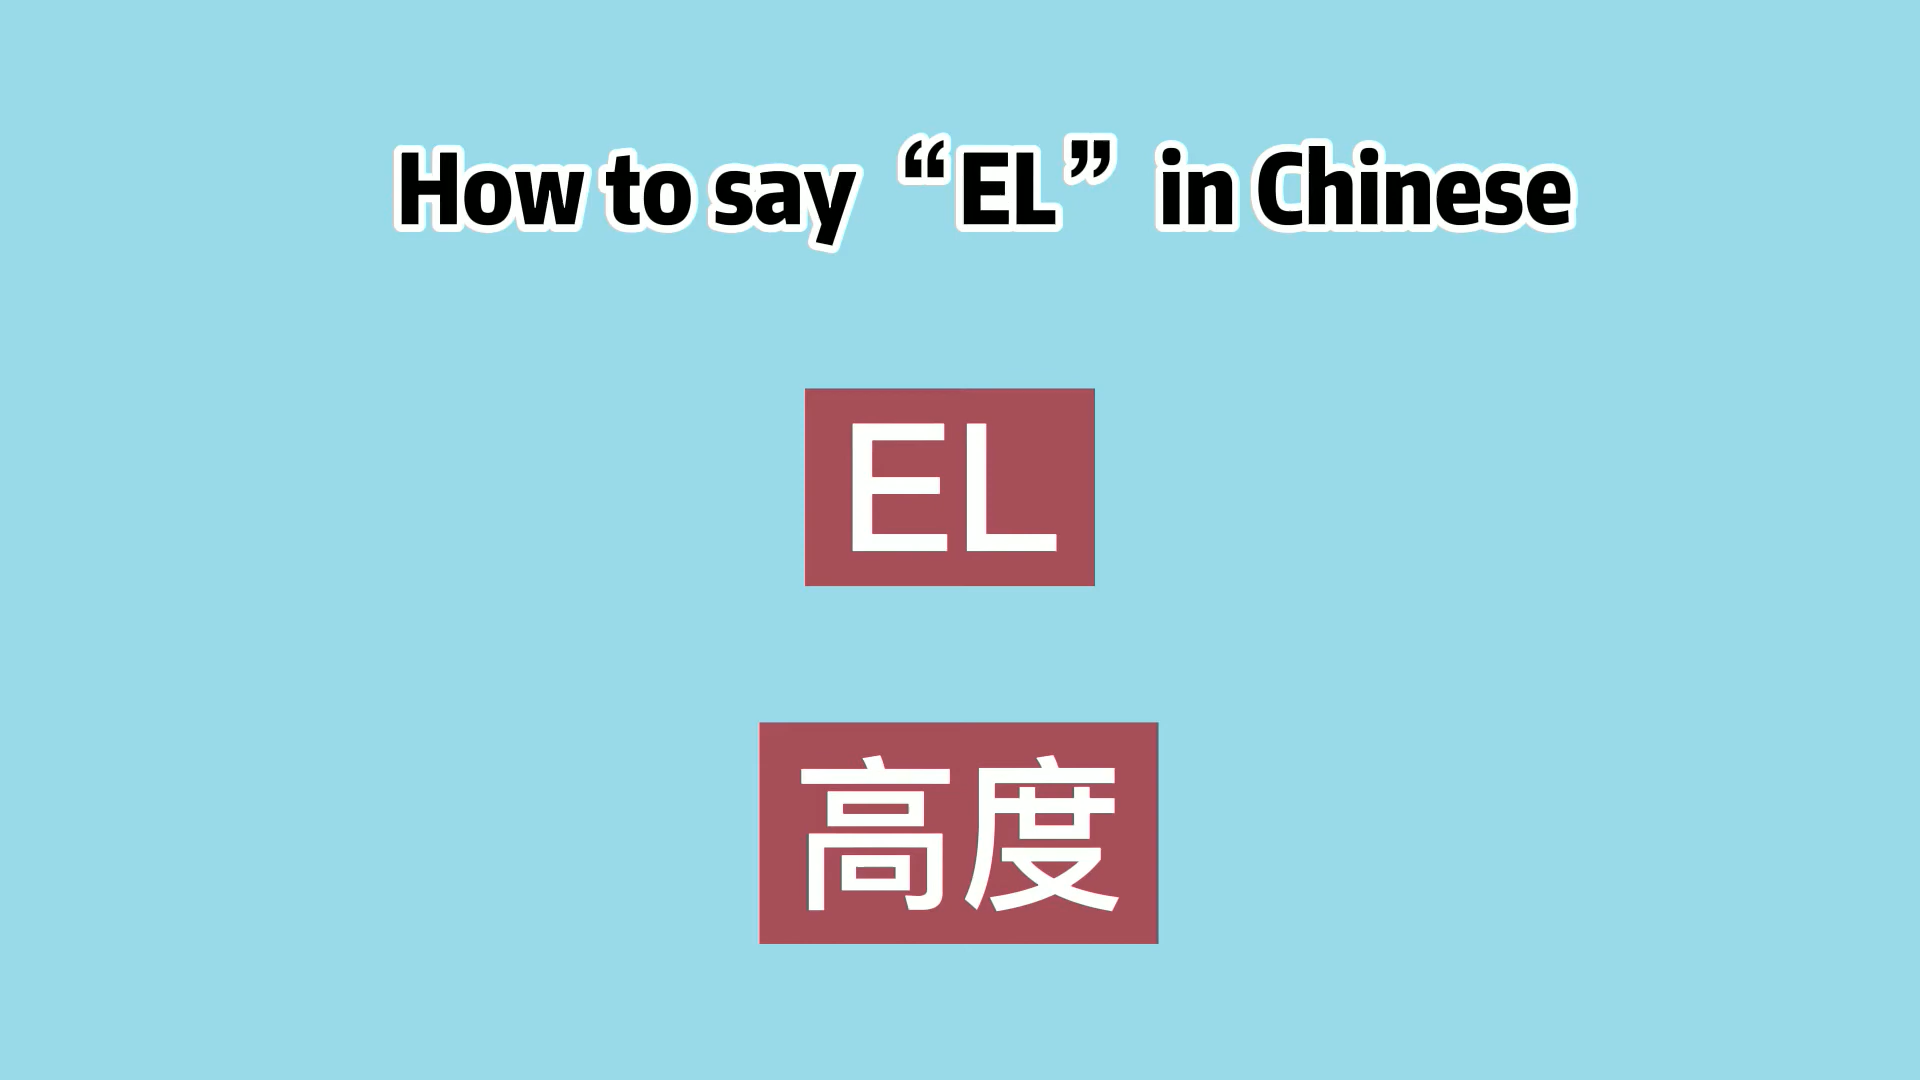 How to say “EL” in Chinese
EL
高度